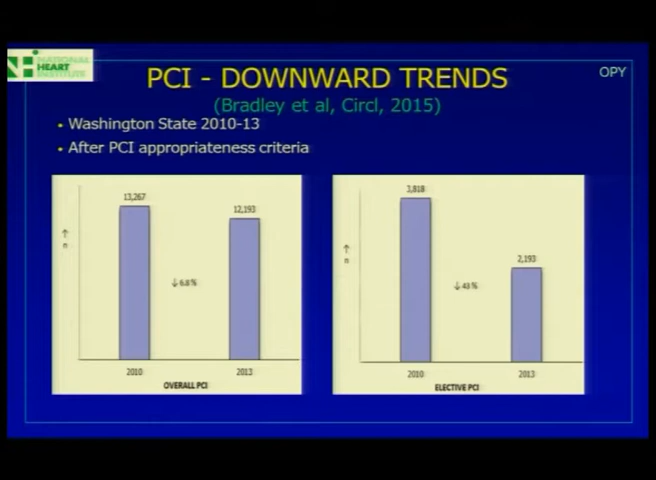 NATIONAL
HEART
INSTITUTE
OPY
PCI - DOWNWARD TRENDS
(Bradley et al, Circl, 2015)
• Washington State 2010-13
• After PCI appropriateness criteria
13,267
12,193
↑
n
↓ 6.8 %
2010
2013
OVERALL PCI
3,818
2,193
↑
n
↓ 43 %
2010
2013
ELECTIVE PCI